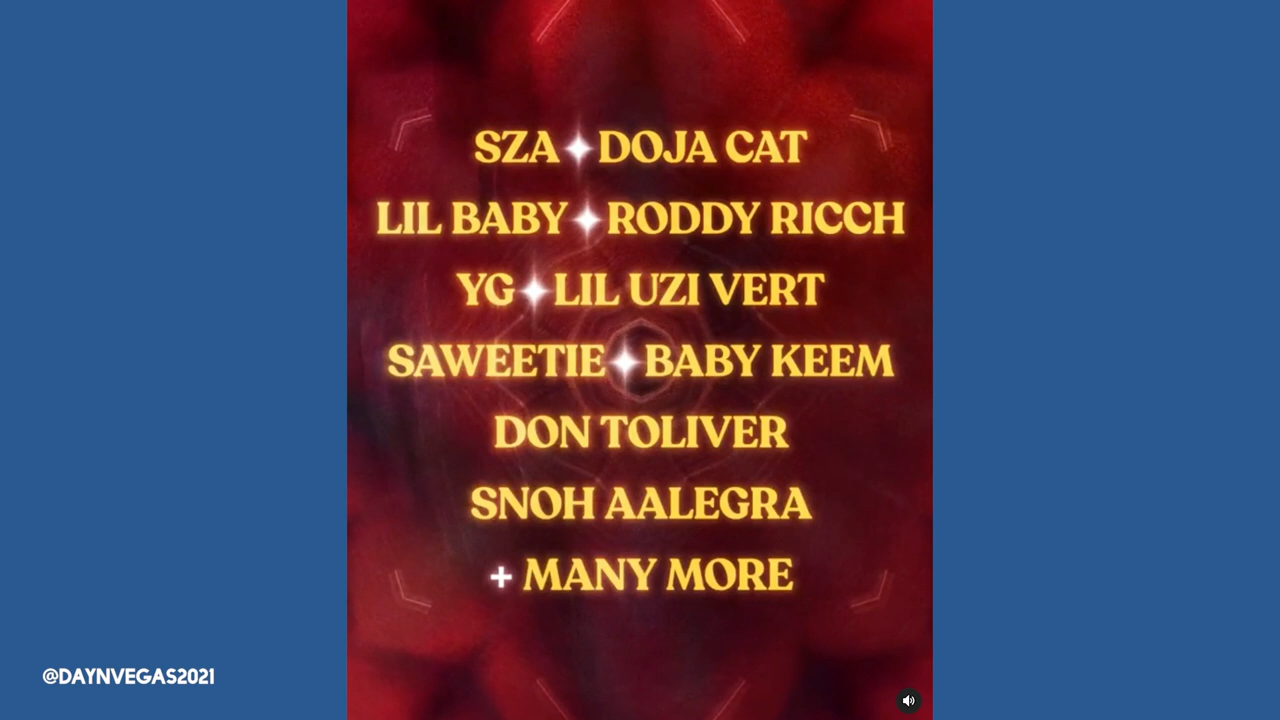 SZA DOJA CAT
LIL BABY RODDY RICCH
YG LIL UZI VERT
SAWEETIE BABY KEEM
DON TOLIVER
SNOH AALEGRA
+ MANY MORE
@DAYNVEGAS2021